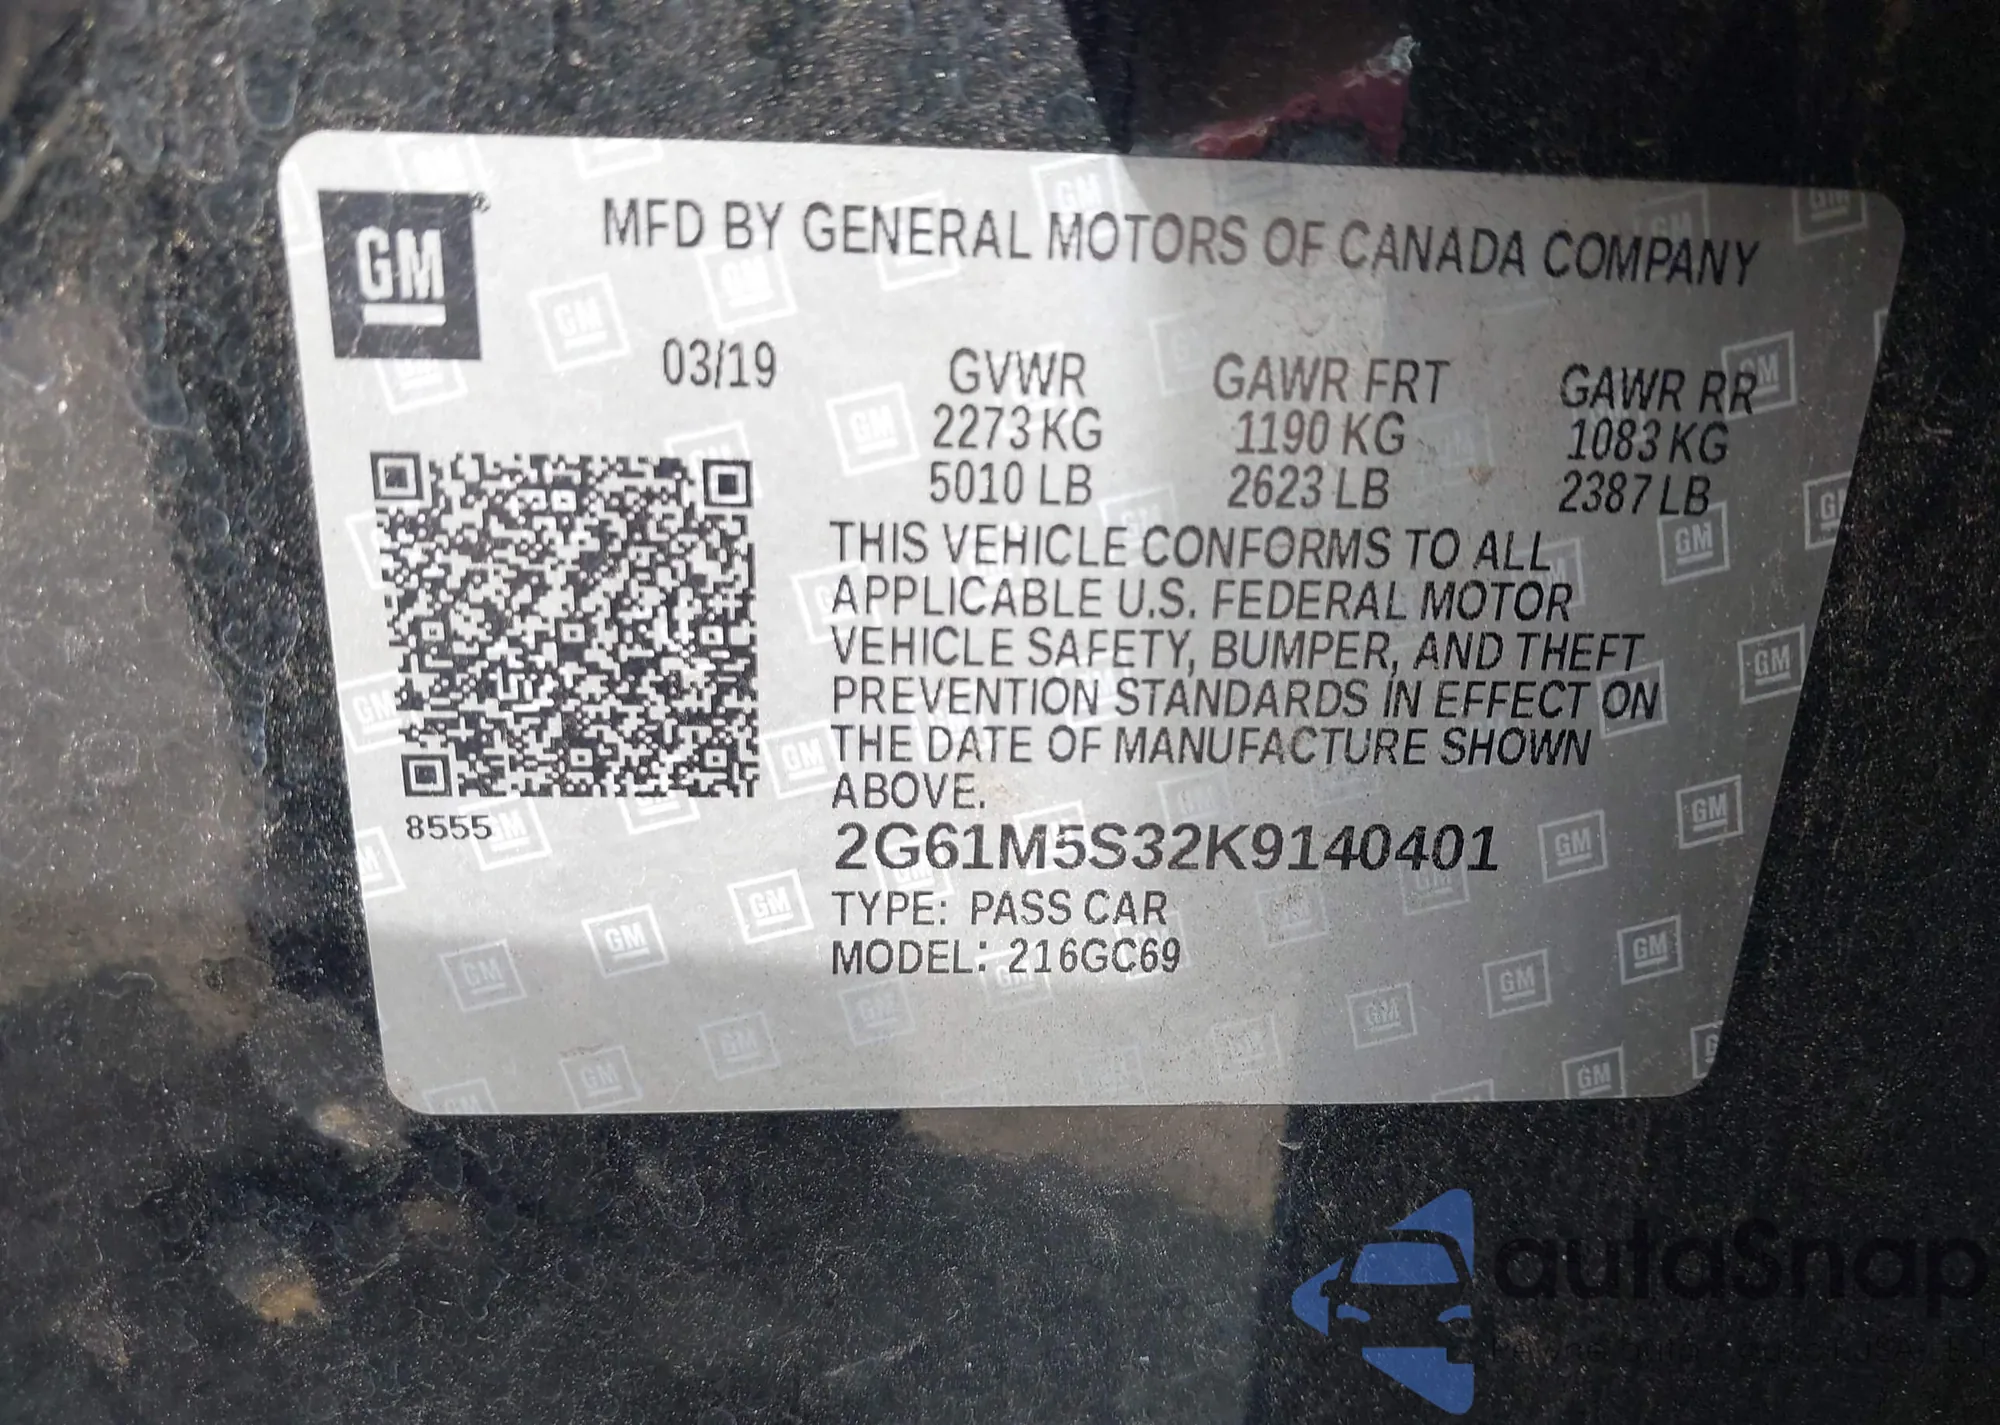 GM
MFD BY GENERAL MOTORS OF CANADA COMPANY
03/19
GVWR GAWR FRT GAWR RR
2273 KG 1190 KG 1083 KG
5010 LB 2623 LB 2387 LB
THIS VEHICLE CONFORMS TO ALL
APPLICABLE U.S. FEDERAL MOTOR
VEHICLE SAFETY, BUMPER, AND THEFT
PREVENTION STANDARDS IN EFFECT ON
THE DATE OF MANUFACTURE SHOWN
ABOVE.
8555
2G61M5S32K9140401
TYPE: PASS CAR
MODEL: 216GC69
autoSnap